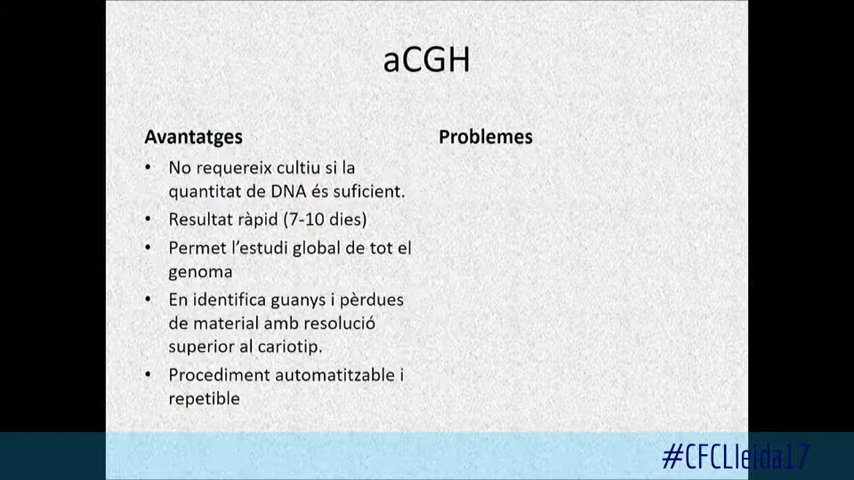 aCGH
Avantatges
• No requereix cultiu si la
quantitat de DNA és suficient.
• Resultat ràpid (7-10 dies)
• Permet l'estudi global de tot el
genoma
• En identifica guanys i pèrdues
de material amb resolució
superior al cariotip.
• Procediment automatitzable i
repetible
Problemes
#CFCLleida17